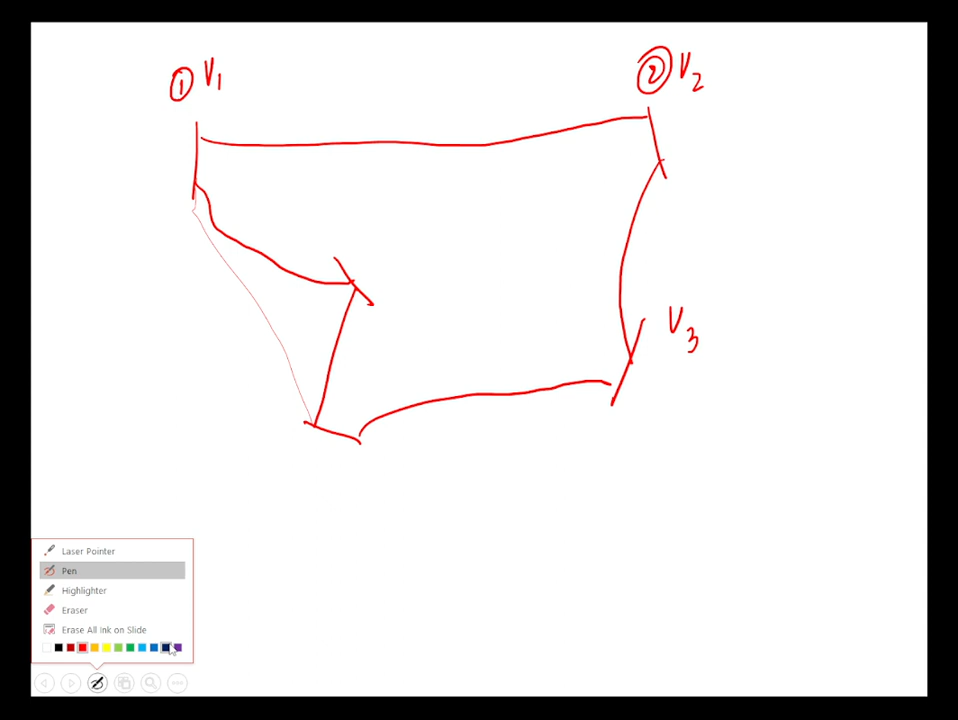 ① V1
② V2
V3
Laser Pointer
Pen
Highlighter
Eraser
Erase All Ink on Slide